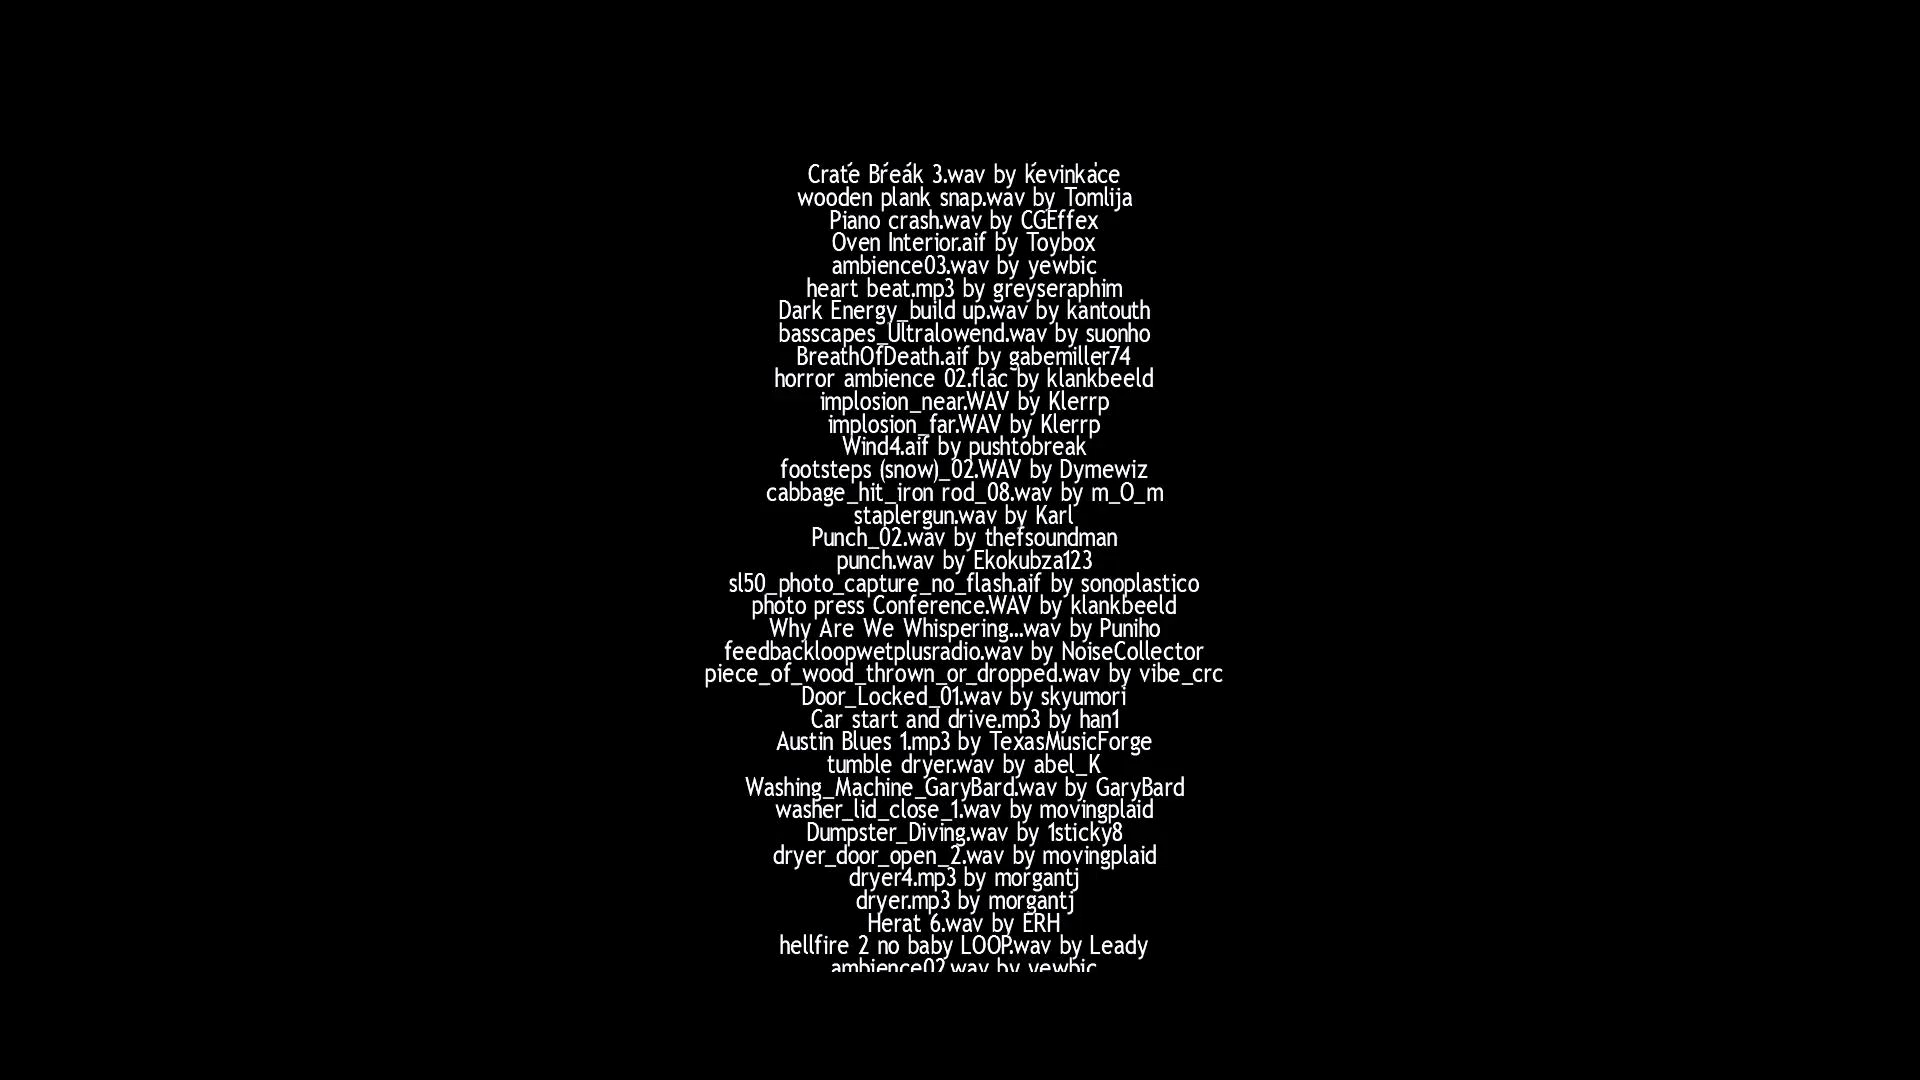 Crate Break 3.wav by kevinkace
wooden plank snap.wav by Tomlija
Piano crash.wav by CGEffex
Oven Interior.aif by Toybox
ambience03.wav by yewbic
heart beat.mp3 by greyseraphim
Dark Energy_build up.wav by kantouth
basscapes_Ultralowend.wav by suonho
BreathOfDeath.aif by gabemiller74
horror ambience 02.flac by klankbeeld
implosion_near.WAV by Klerrp
implosion_far.WAV by Klerrp
Wind4.aif by pushtobreak
footsteps (snow)_02.WAV by Dymewiz
cabbage_hit_iron rod_08.wav by m_O_m
staplergun.wav by Karl
Punch_02.wav by thefsoundman
punch.wav by Ekokubza123
sl50_photo_capture_no_flash.aif by sonoplastico
photo press Conference.WAV by klankbeeld
Why Are We Whispering...wav by Puniho
feedbackloopwetplusradio.wav by NoiseCollector
piece_of_wood_thrown_or_dropped.wav by vibe_crc
Door_Locked_01.wav by skyumori
Car start and drive.mp3 by han1
Austin Blues 1.mp3 by TexasMusicForge
tumble dryer.wav by abel_K
Washing_Machine_GaryBard.wav by GaryBard
washer_lid_close_1.wav by movingplaid
Dumpster_Diving.wav by 1sticky8
dryer_door_open_2.wav by movingplaid
dryer4.mp3 by morgantj
dryer.mp3 by morgantj
Herat 6.wav by ERH
hellfire 2 no baby LOOP.wav by Leady
ambience02.wav by yewbic